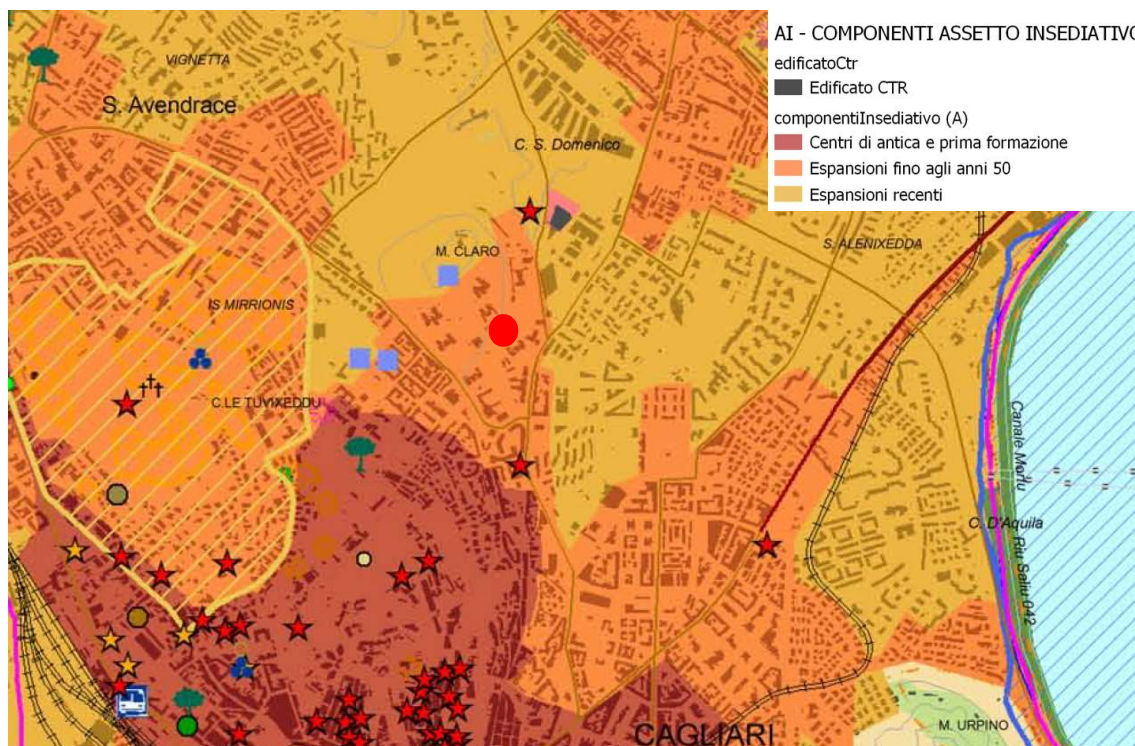 AI - COMPONENTI ASSETTO INSEDIATIVO
edificatoCtr
Edificato CTR
componentiInsediativo (A)
Centri di antica e prima formazione
Espansioni fino agli anni 50
Espansioni recenti
VIGNETTA
S. Avendrace
C. S. Domenico
M. CLARO
S. ALENIXEDDA
IS MIRRIONIS
C.LE TUVIXEDDU
Canale Mortu
C. D'Aquila
Riu Saliu 042
M. URPINO
CAGLIARI